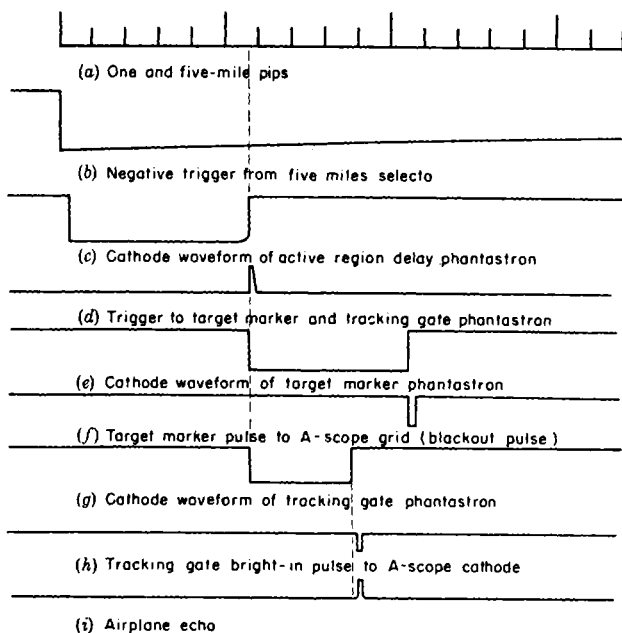 (a) One and five-mile pips
(b) Negative trigger from five miles selecto
(c) Cathode waveform of active region delay phantastron
(d) Trigger to target marker and tracking gate phantastron
(e) Cathode waveform of target marker phantastron
(f) Target marker pulse to A-scope grid (blackout pulse)
(g) Cathode waveform of tracking gate phantastron
(h) Tracking gate bright-in pulse to A-scope cathode
(i) Airplane echo